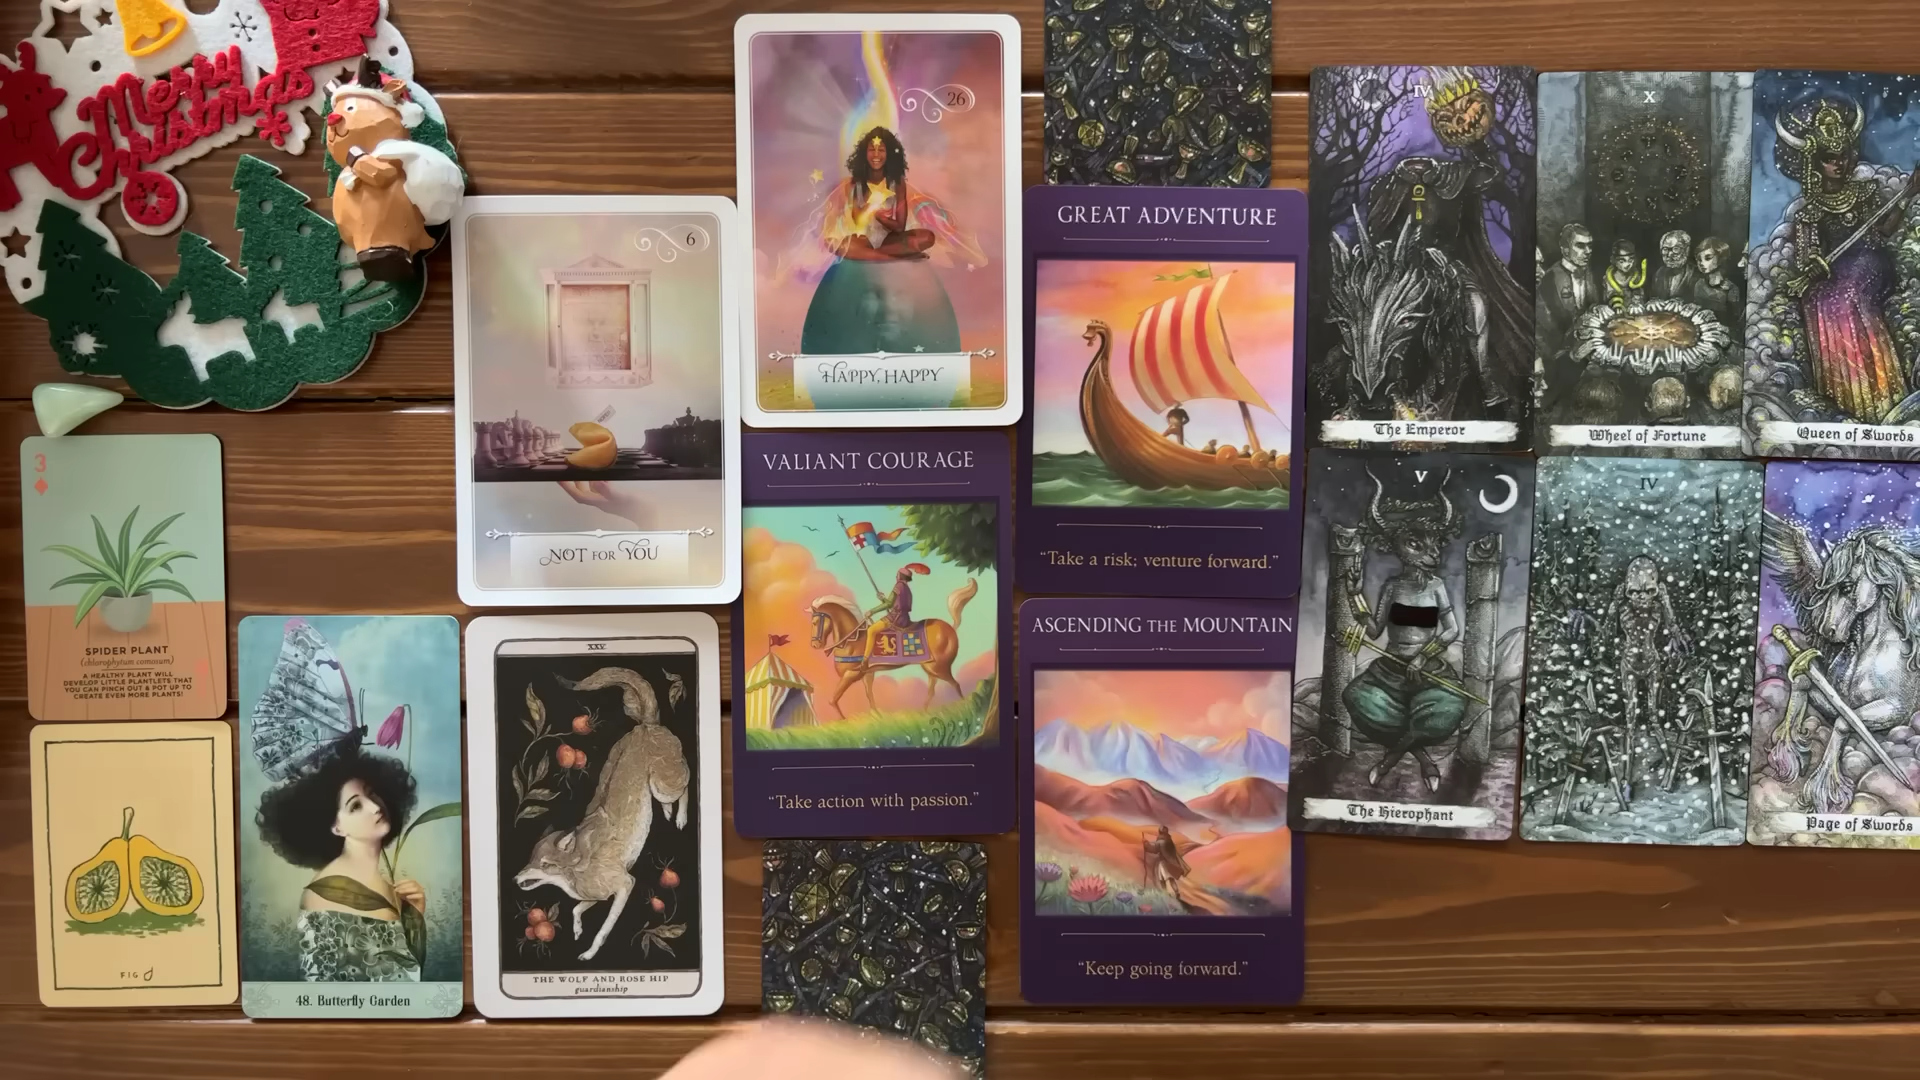 Merry
Christmas
3
SPIDER PLANT
(chlorophytum comosum)
A HEALTHY PLANT WILL
DEVELOP LITTLE PLANTLETS THAT
YOU CAN PINCH OUT & POT UP TO
CREATE EVEN MORE PLANTS!
FIG
48. Butterfly Garden
6
NOT FOR YOU
XXV
THE WOLF AND ROSE HIP
guardianship
26
HAPPY, HAPPY
VALIANT COURAGE
"Take action with passion."
GREAT ADVENTURE
"Take a risk; venture forward."
ASCENDING THE MOUNTAIN
"Keep going forward."
IV
The Emperor
X
Wheel of Fortune
Queen of Swords
V
The Hierophant
IV
Page of Swords